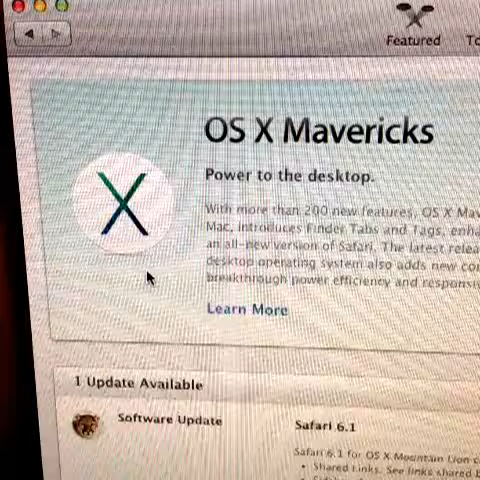 Featured
OS X Mavericks
Power to the desktop.
With more than 200 new features, OS X
Mac, introduces Finder Tabs and Tags,
an all-new version of Safari. The latest
desktop operating system also adds new
breakthrough power efficiency and
Learn More
1 Update Available
Software Update
Safari 6.1
Safari 6.1 for OS X Mountain Lion
• Shared Links. See links shared